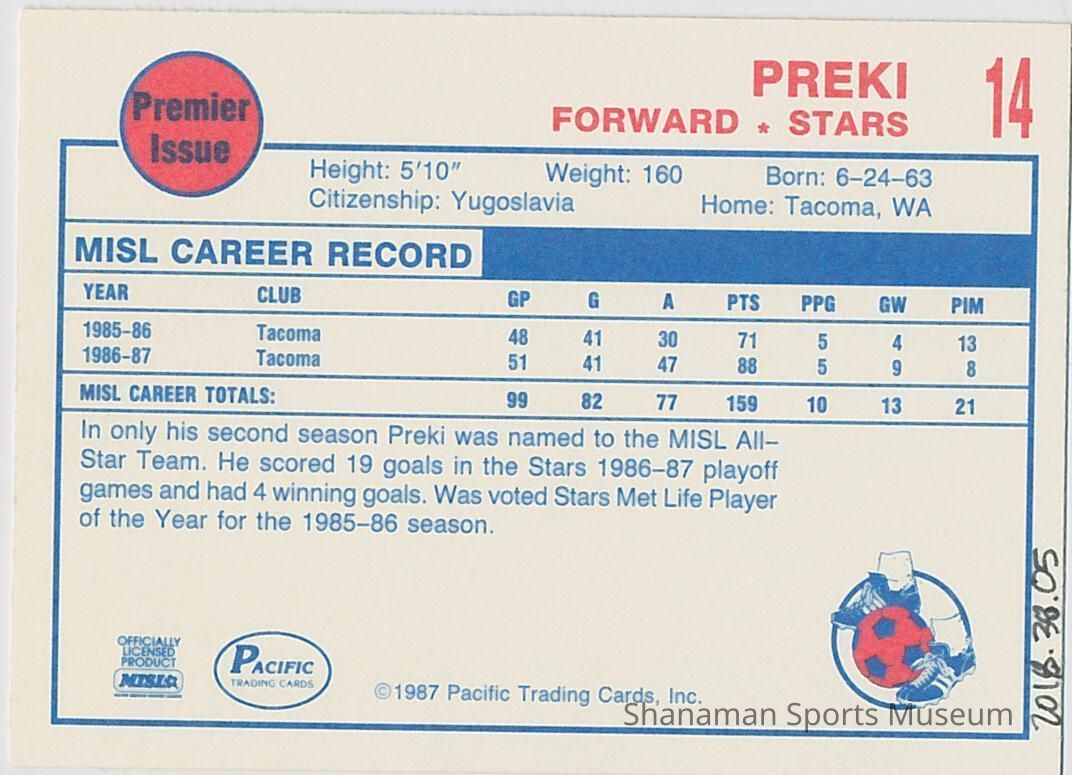 Premier
Issue
PREKI
FORWARD * STARS
14
Height: 5'10" Weight: 160 Born: 6-24-63
Citizenship: Yugoslavia Home: Tacoma, WA
MISL CAREER RECORD
YEAR CLUB GP G A PTS PPG GW PIM
1985-86 Tacoma 48 41 30 71 5 4 13
1986-87 Tacoma 51 41 47 88 5 9 8
MISL CAREER TOTALS: 99 82 77 159 10 13 21
In only his second season Preki was named to the MISL All-
Star Team. He scored 19 goals in the Stars 1986-87 playoff
games and had 4 winning goals. Was voted Stars Met Life Player
of the Year for the 1985-86 season.
OFFICIALLY
LICENSED
PRODUCT
MISL
PACIFIC
TRADING CARDS
©1987 Pacific Trading Cards, Inc.
Shanaman Sports Museum
2018.38.05